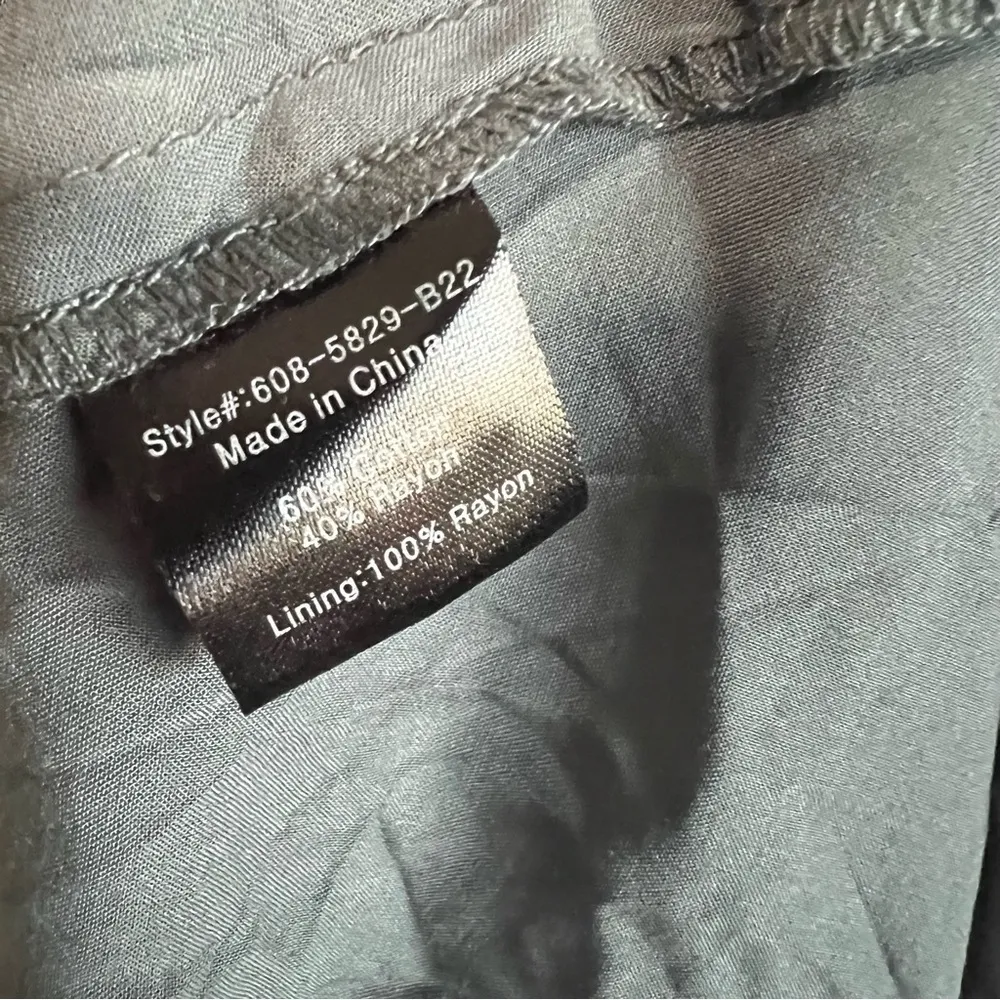 Style#:608-5829-B22
Made in China
60% Cotton
40% Rayon
Lining:100% Rayon